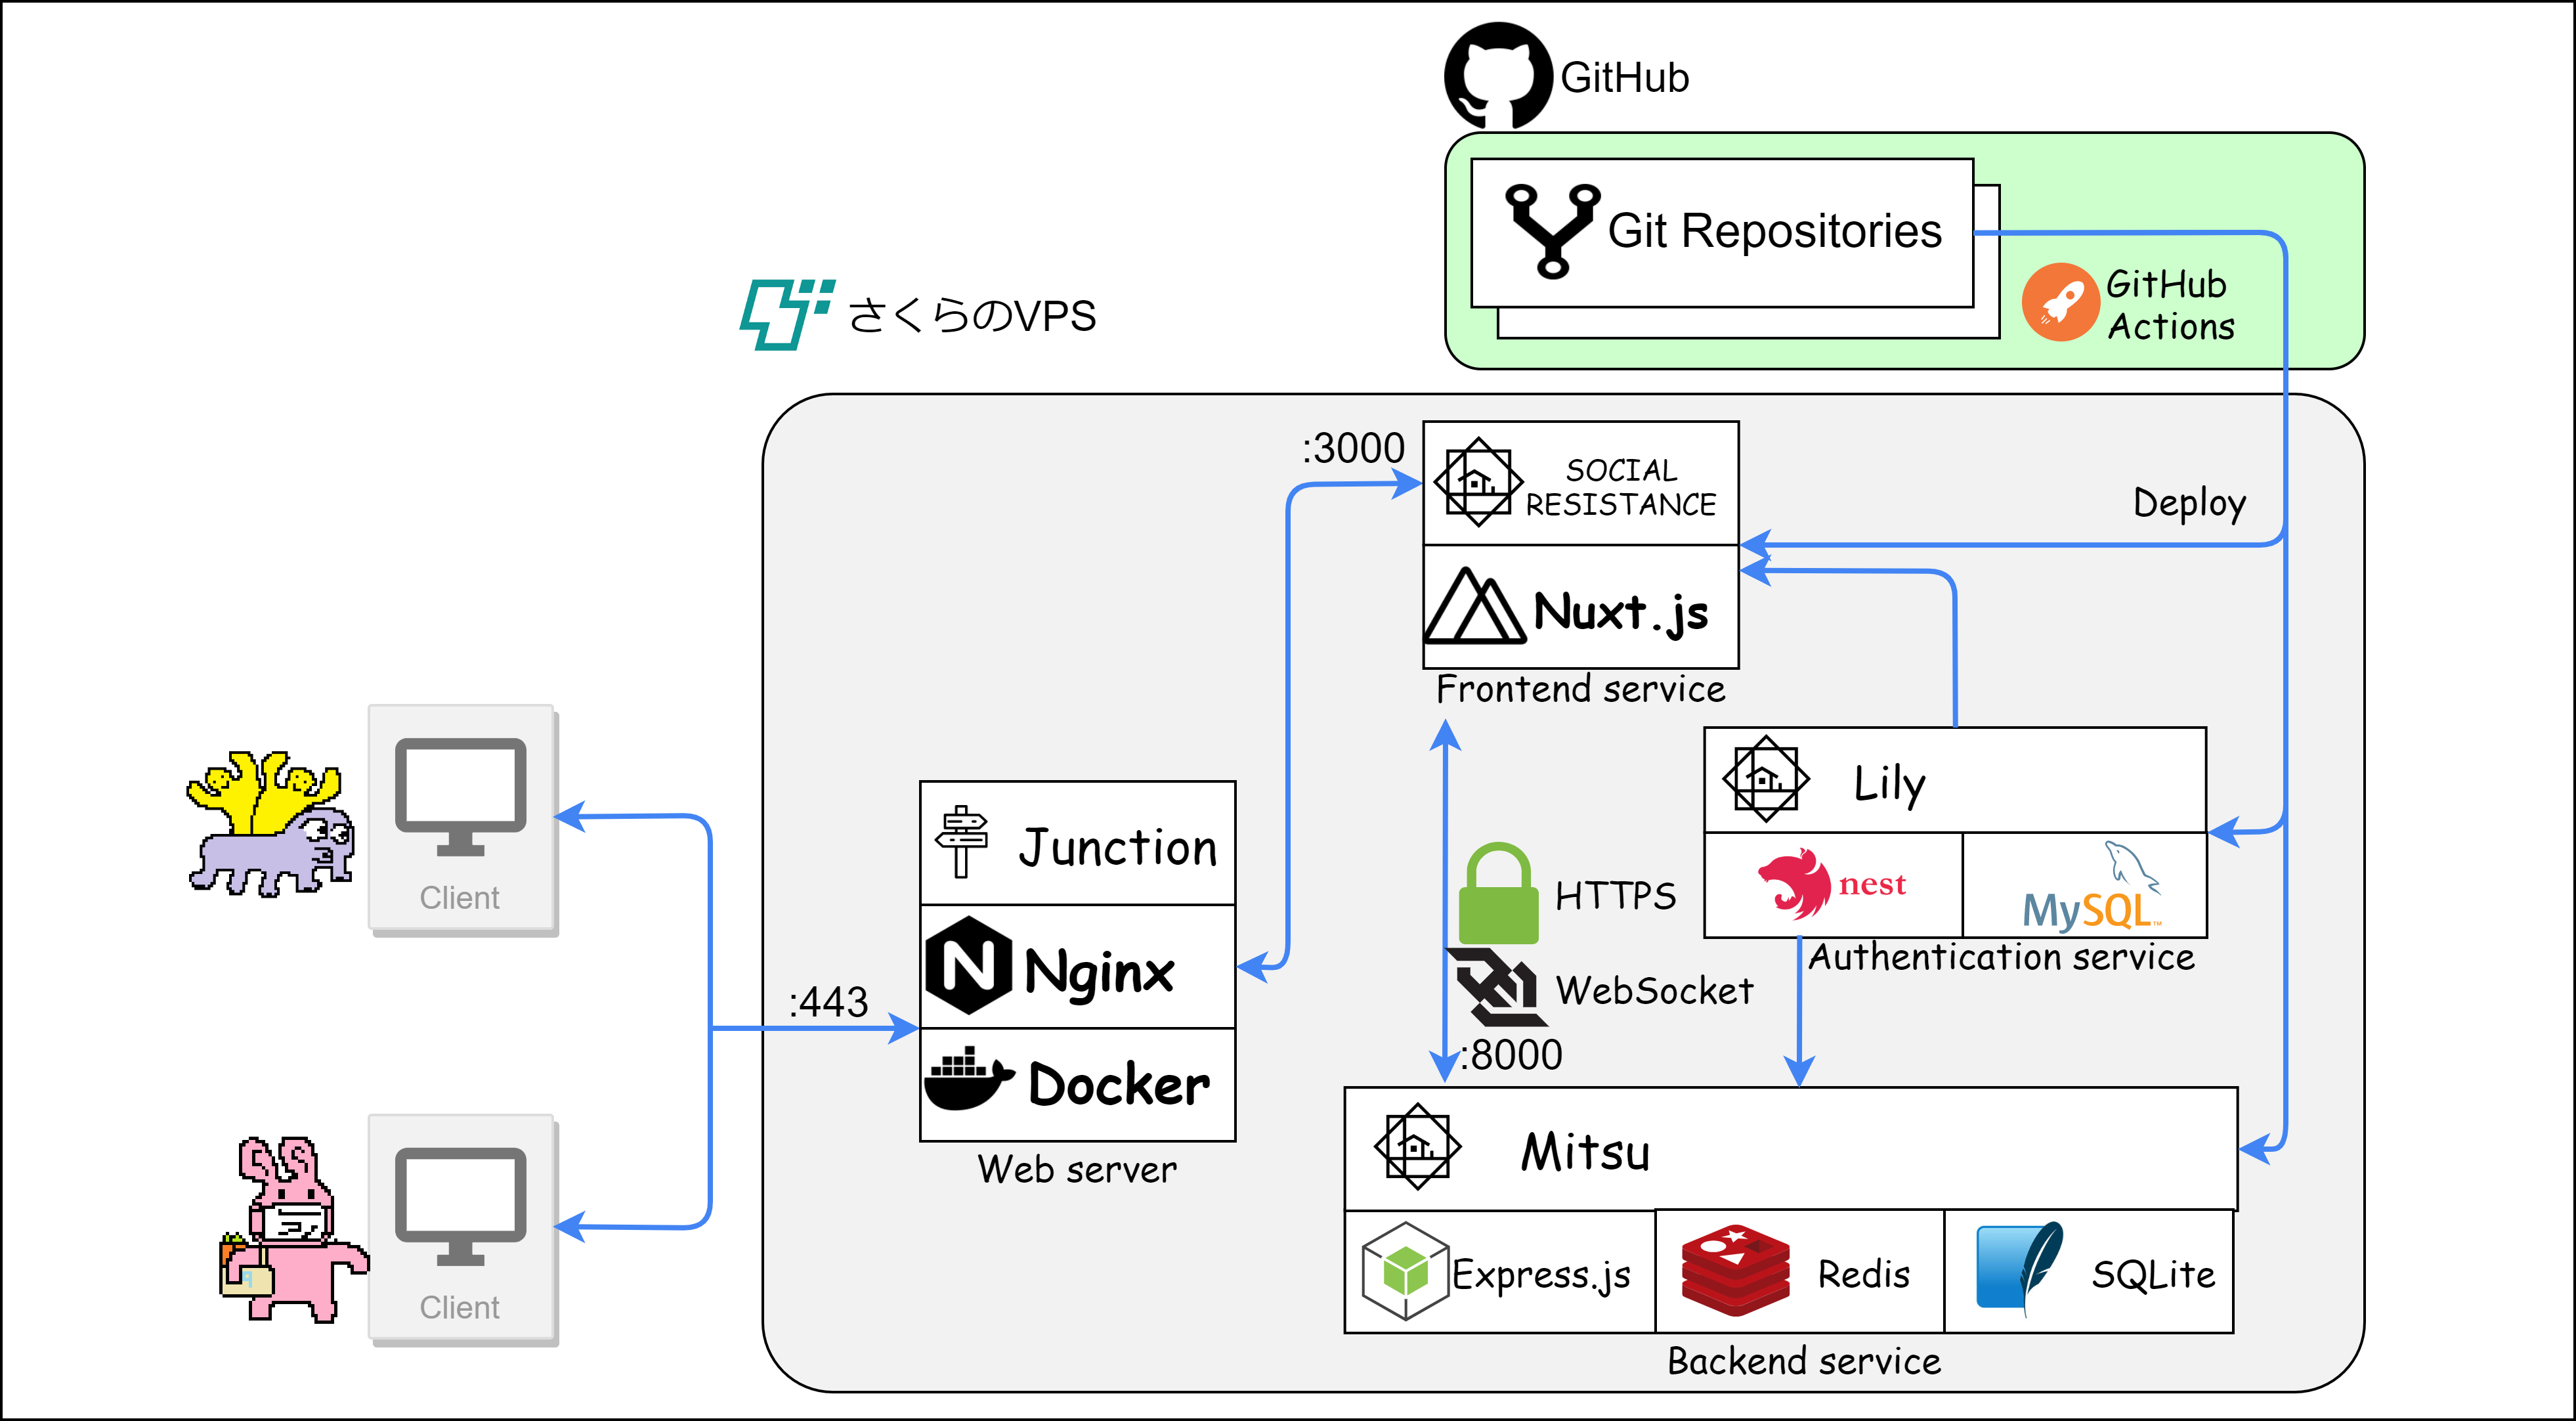 GitHub
Git Repositories
GitHub
Actions
さくらのVPS
:3000
SOCIAL
RESISTANCE
Deploy
Nuxt.js
Frontend service
Lily
nest
MySQL™
Authentication service
Client
Junction
Nginx
Docker
Web server
:443
HTTPS
WebSocket
:8000
Mitsu
Express.js
Redis
SQLite
Backend service
Client